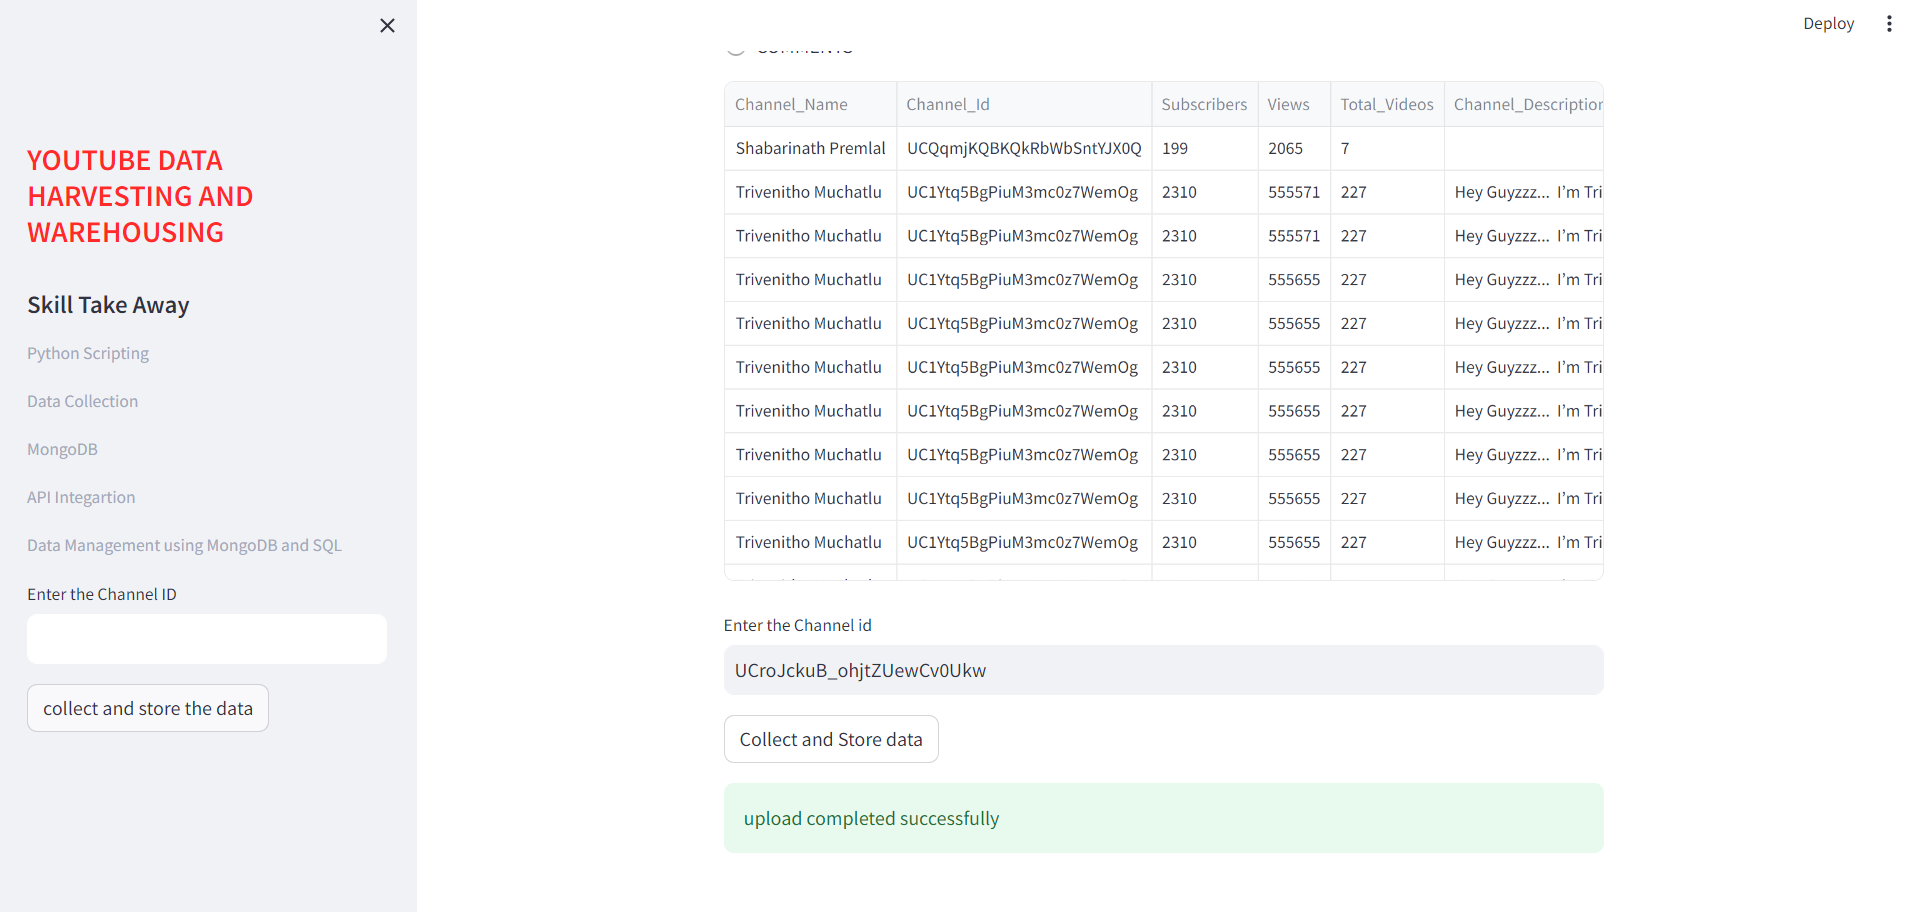 Deploy
YOUTUBE DATA
HARVESTING AND
WAREHOUSING
Skill Take Away
Python Scripting
Data Collection
MongoDB
API Integartion
Data Management using MongoDB and SQL
Enter the Channel ID
collect and store the data
Channel_Name Channel_Id Subscribers Views Total_Videos Channel_Description
Shabarinath Premlal UCQqmjKQBKQkRbWbSntYJX0Q 199 2065 7
Trivenitho Muchatlu UC1Ytq5BgPiuM3mc0z7WemOg 2310 555571 227 Hey Guyzzz... I’m Tri
Trivenitho Muchatlu UC1Ytq5BgPiuM3mc0z7WemOg 2310 555571 227 Hey Guyzzz... I’m Tri
Trivenitho Muchatlu UC1Ytq5BgPiuM3mc0z7WemOg 2310 555655 227 Hey Guyzzz... I’m Tri
Trivenitho Muchatlu UC1Ytq5BgPiuM3mc0z7WemOg 2310 555655 227 Hey Guyzzz... I’m Tri
Trivenitho Muchatlu UC1Ytq5BgPiuM3mc0z7WemOg 2310 555655 227 Hey Guyzzz... I’m Tri
Trivenitho Muchatlu UC1Ytq5BgPiuM3mc0z7WemOg 2310 555655 227 Hey Guyzzz... I’m Tri
Trivenitho Muchatlu UC1Ytq5BgPiuM3mc0z7WemOg 2310 555655 227 Hey Guyzzz... I’m Tri
Trivenitho Muchatlu UC1Ytq5BgPiuM3mc0z7WemOg 2310 555655 227 Hey Guyzzz... I’m Tri
Trivenitho Muchatlu UC1Ytq5BgPiuM3mc0z7WemOg 2310 555655 227 Hey Guyzzz... I’m Tri
Enter the Channel id
UCroJckuB_ohjtZUewCv0Ukw
Collect and Store data
upload completed successfully